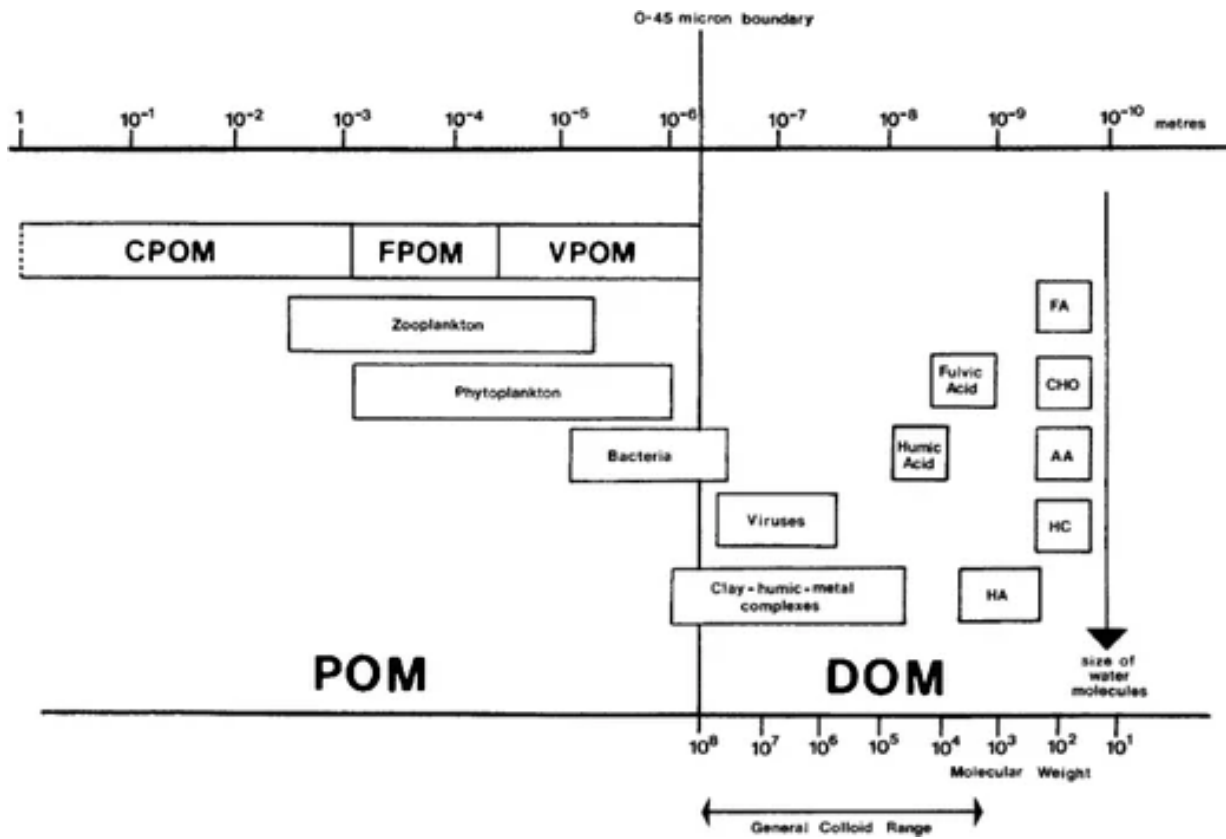 0-45 micron boundary
1 10⁻¹ 10⁻² 10⁻³ 10⁻⁴ 10⁻⁵ 10⁻⁶ 10⁻⁷ 10⁻⁸ 10⁻⁹ 10⁻¹⁰ metres
CPOM FPOM VPOM
Zooplankton
FA
Phytoplankton
Fulvic
Acid
CHO
Bacteria
Humic
Acid
AA
Viruses
HC
Clay-humic-metal
complexes
HA
POM DOM
size of
water
molecules
10⁸ 10⁷ 10⁶ 10⁵ 10⁴ 10³ 10² 10¹
Molecular Weight
General Colloid Range